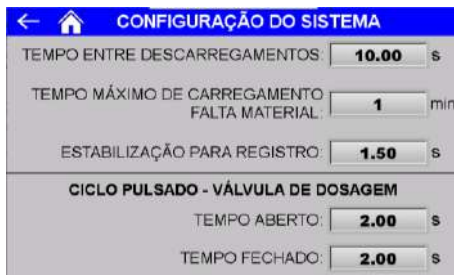 CONFIGURAÇÃO DO SISTEMA
TEMPO ENTRE DESCARREGAMENTOS: 10.00 s
TEMPO MÁXIMO DE CARREGAMENTO
FALTA MATERIAL: 1 min
ESTABILIZAÇÃO PARA REGISTRO: 1.50 s
CICLO PULSADO - VÁLVULA DE DOSAGEM
TEMPO ABERTO: 2.00 s
TEMPO FECHADO: 2.00 s